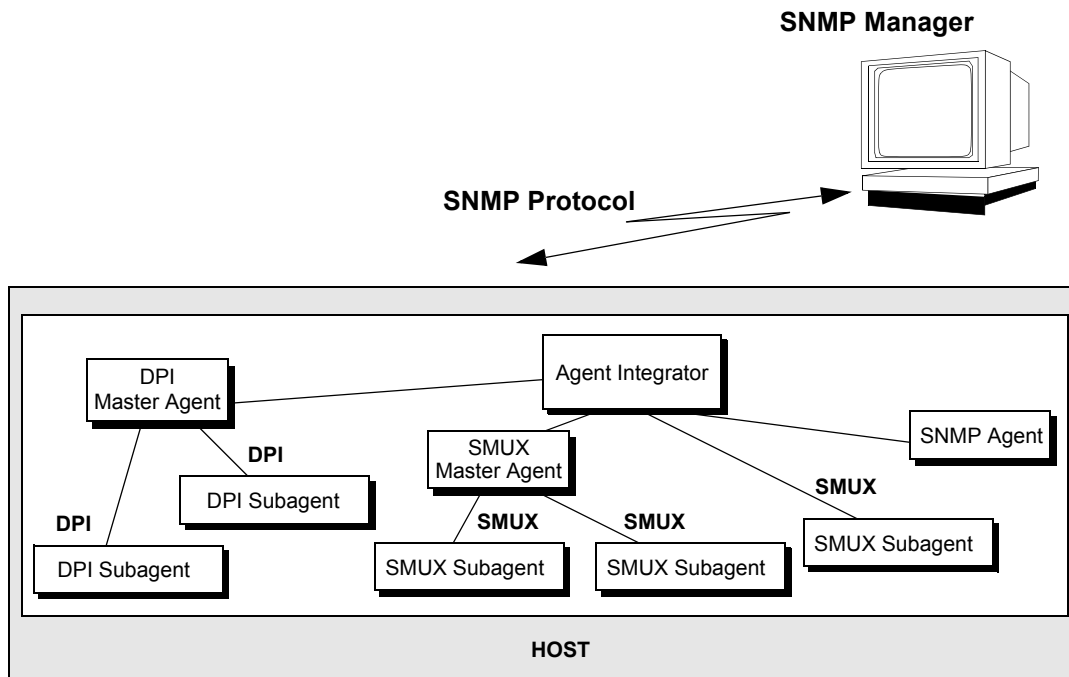 SNMP Manager
SNMP Protocol
DPI
Master Agent
Agent Integrator
SNMP Agent
SMUX
Master Agent
DPI
DPI Subagent
SMUX
DPI
SMUX
SMUX
SMUX Subagent
DPI Subagent
SMUX Subagent
SMUX Subagent
HOST